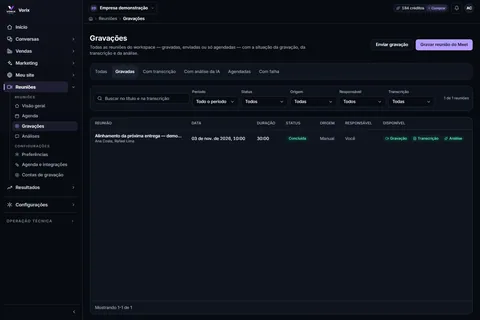 Verix
Empresa demonstração
594 créditos
Comprar
AC
Reuniões
Gravações
Início
Conversas
Vendas
Marketing
Meu site
Reuniões
REUNIÕES
Visão geral
Agenda
Gravações
Análises
CONFIGURAÇÕES
Preferências
Agenda e Integrações
Contas de gravação
Resultados
Configurações
OPERAÇÃO TÉCNICA
Gravações
Todas as reuniões do workspace — gravadas, enviadas ou só agendadas — com a situação da gravação, da
transcrição e da análise.
Enviar gravação
Gravar reunião do Meet
Todas Gravadas Com transcrição Com análise da IA Agendadas Com falha
Buscar no título e na transcrição
Período Status Origem Responsável Transcrição
Todo o período Todos Todos Todos Todas
1 de 1 reuniões
REUNIÃO DATA DURAÇÃO STATUS ORIGEM RESPONSÁVEL DISPONÍVEL
Alinhamento da próxima entrega — demo... 03 de nov. de 2026, 10:00 30:00 Concluída Manual Você Gravação Transcrição Análise
Ana Costa, Rafael Lima
Mostrando 1-1 de 1